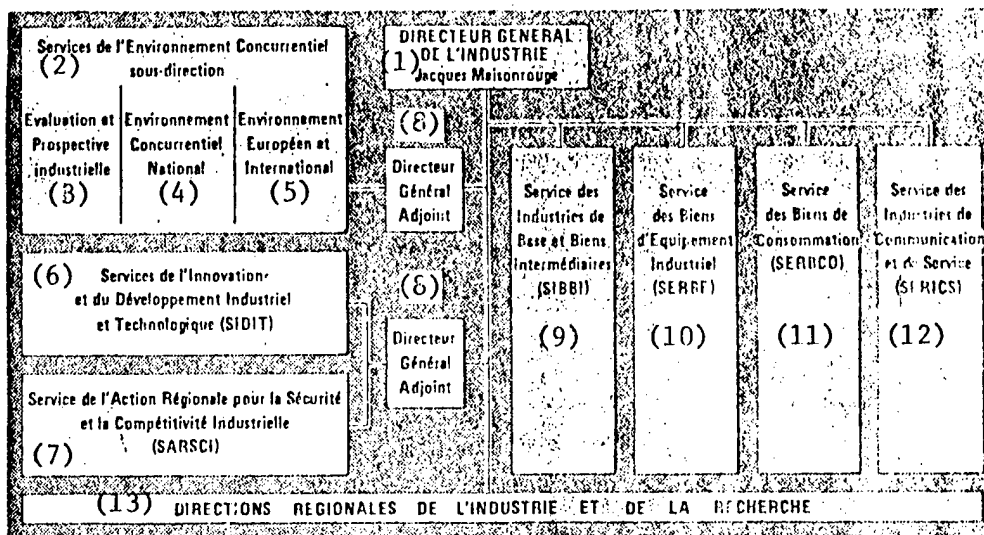 DIRECTEUR GENERAL
DE L'INDUSTRIE
(1) Jacques Maisonrouge
Services de l'Environnement Concurrentiel
(2) sous-direction
Evaluation et
Prospective
industrielle
(3)
Environnement
Concurrentiel
National
(4)
Environnement
Européen et
International
(5)
(6) Services de l'Innovation
et du Développement Industriel
et Technologique (SIDIT)
Service de l'Action Régionale pour la Sécurité
et la Compétitivité Industrielle
(SARSCI)
(7)
(8)
Directeur
Général
Adjoint
(8)
Directeur
Général
Adjoint
Service des
Industries de
Base et Biens
Intermédiaires
(SIBBI)
(9)
Service
des Biens
d'Equipement
Industriel
(10)
Service
des Biens de
Consommation
(SERBCO)
(11)
Service des
Industries de
Communication
et de Service
(SERICS)
(12)
(13) DIRECTIONS REGIONALES DE L'INDUSTRIE ET DE LA RECHERCHE